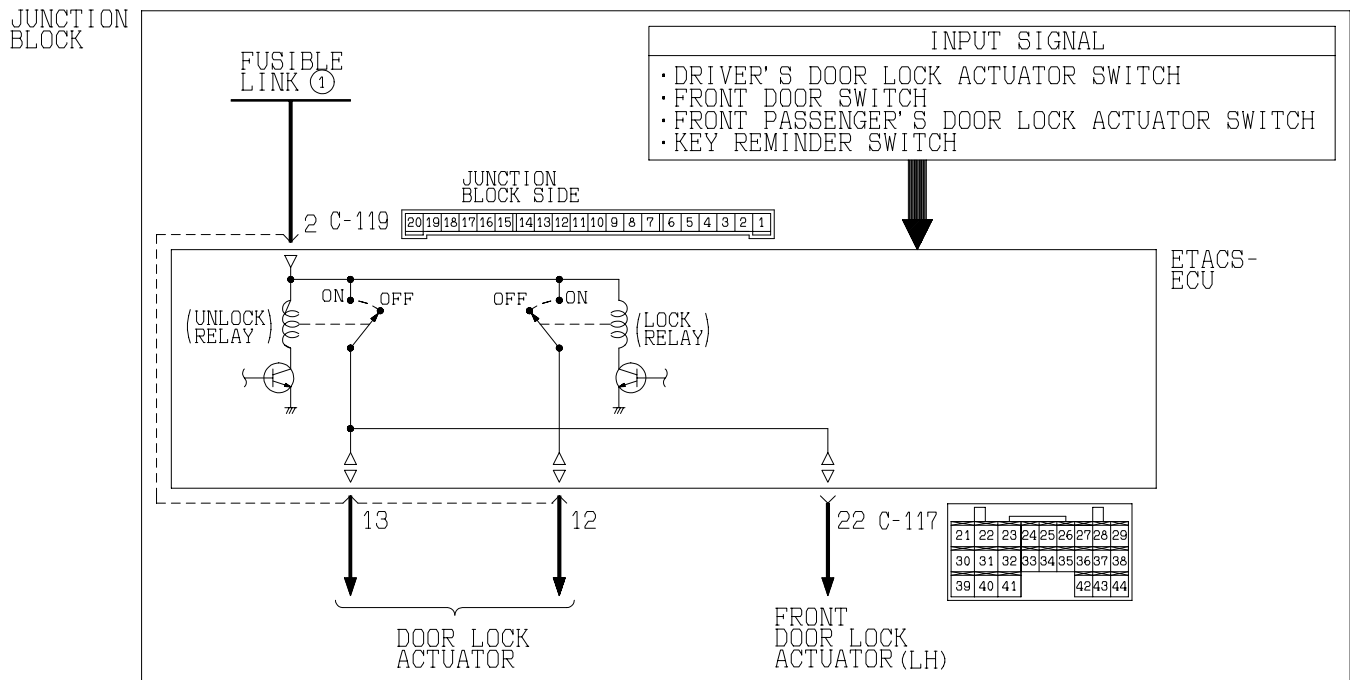 JUNCTION
BLOCK
FUSIBLE
LINK ①
INPUT SIGNAL
· DRIVER'S DOOR LOCK ACTUATOR SWITCH
· FRONT DOOR SWITCH
· FRONT PASSENGER'S DOOR LOCK ACTUATOR SWITCH
· KEY REMINDER SWITCH
JUNCTION
BLOCK SIDE
2 C-119
20 19 18 17 16 15 14 13 12 11 10 9 8 7 6 5 4 3 2 1
ETACS-
ECU
ON OFF
OFF ON
(UNLOCK
RELAY)
(LOCK
RELAY)
13
12
22 C-117
21 22 23 24 25 26 27 28 29
30 31 32 33 34 35 36 37 38
39 40 41 42 43 44
DOOR LOCK
ACTUATOR
FRONT
DOOR LOCK
ACTUATOR (LH)